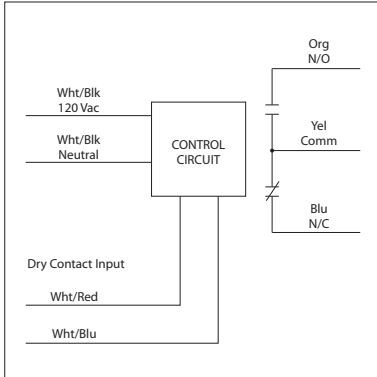 Org
N/O
Wht/Blk
120 Vac
Yel
Comm
Wht/Blk
Neutral
CONTROL
CIRCUIT
Blu
N/C
Dry Contact Input
Wht/Red
Wht/Blu